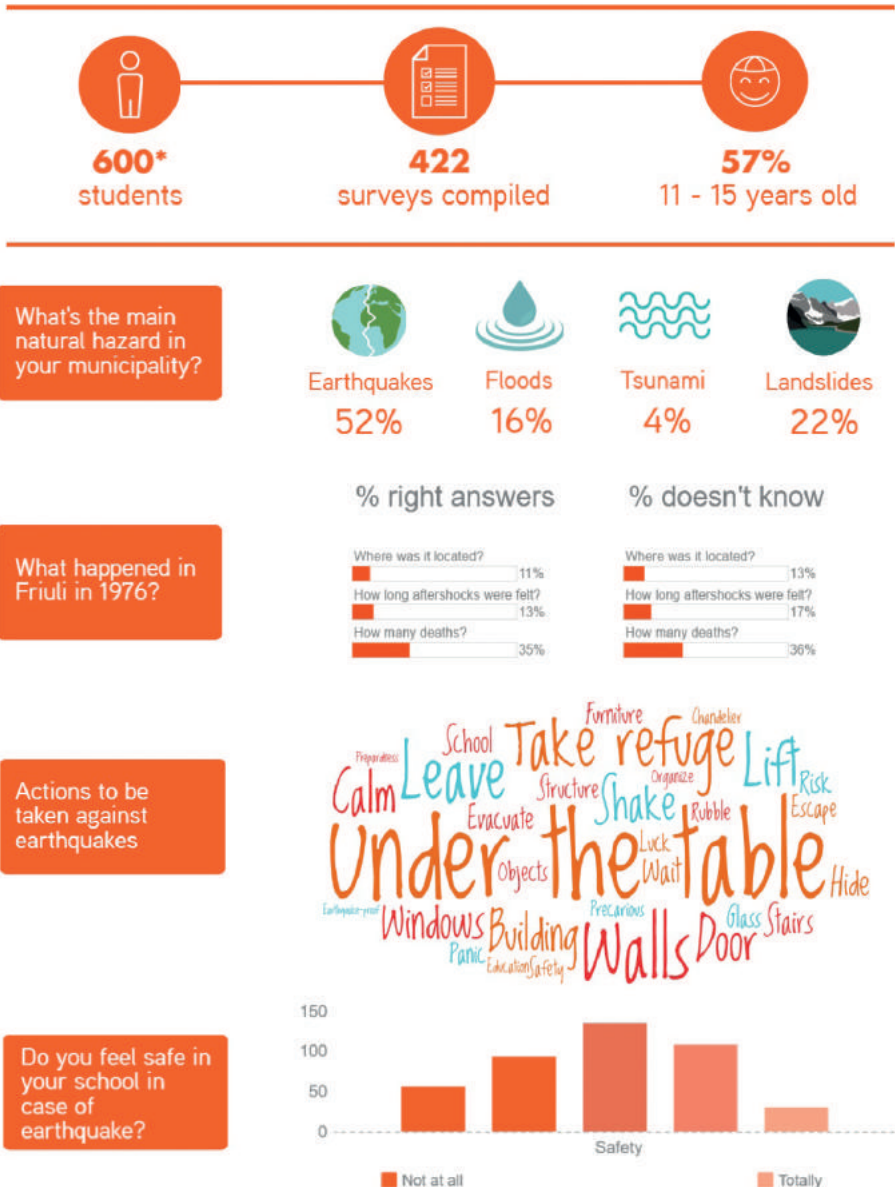 600*
students
422
surveys compiled
57%
11 - 15 years old
What's the main
natural hazard in
your municipality?
Earthquakes
52%
Floods
16%
Tsunami
4%
Landslides
22%
What happened in
Friuli in 1976?
% right answers
Where was it located?
11%
How long aftershocks were felt?
13%
How many deaths?
35%
% doesn't know
Where was it located?
13%
How long aftershocks were felt?
17%
How many deaths?
36%
Actions to be
taken against
earthquakes
Furniture
Chandelier
School
Take refuge
Preparedness
Leave
Lift
Organize
Calm
Structure
Shake
Risk
Evacuate
Rubble
Escape
Under the table
Luck
Objects
Wait
Hide
Earthquake-proof
Windows
Precarious
Glass
Stairs
Building
Walls
Door
Panic
Education
Safety
Do you feel safe in
your school in
case of
earthquake?
150
100
50
0
Safety
Not at all
Totally